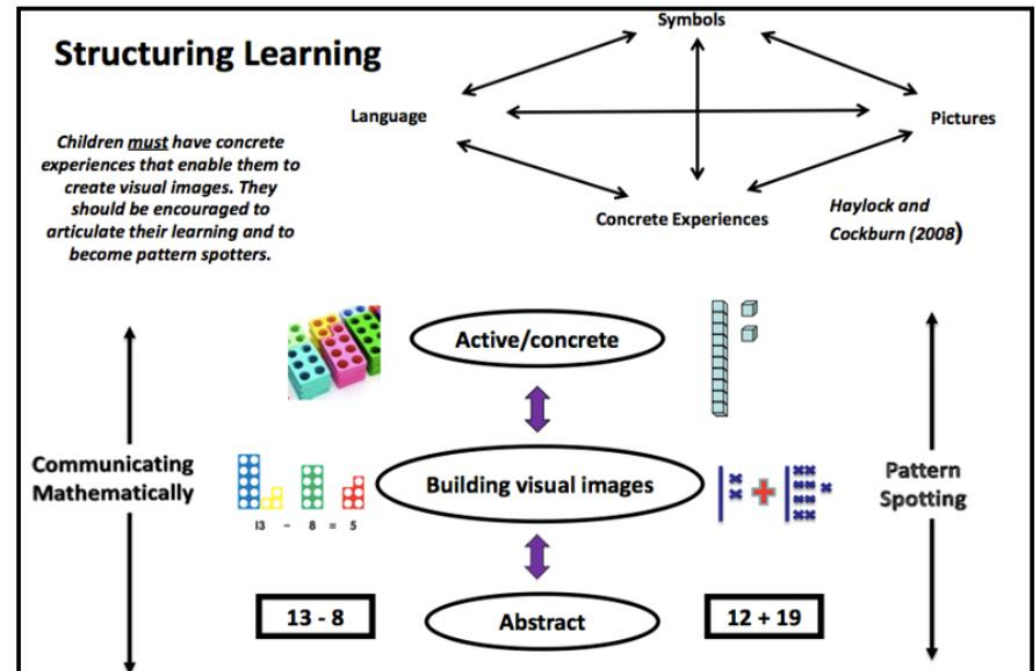 Structuring Learning
Symbols
Language
Pictures
Concrete Experiences
Haylock and
Cockburn (2008)
Children must have concrete
experiences that enable them to
create visual images. They
should be encouraged to
articulate their learning and to
become pattern spotters.
Active/concrete
Communicating
Mathematically
Building visual images
Pattern
Spotting
13 - 8 = 5
13 - 8
Abstract
12 + 19